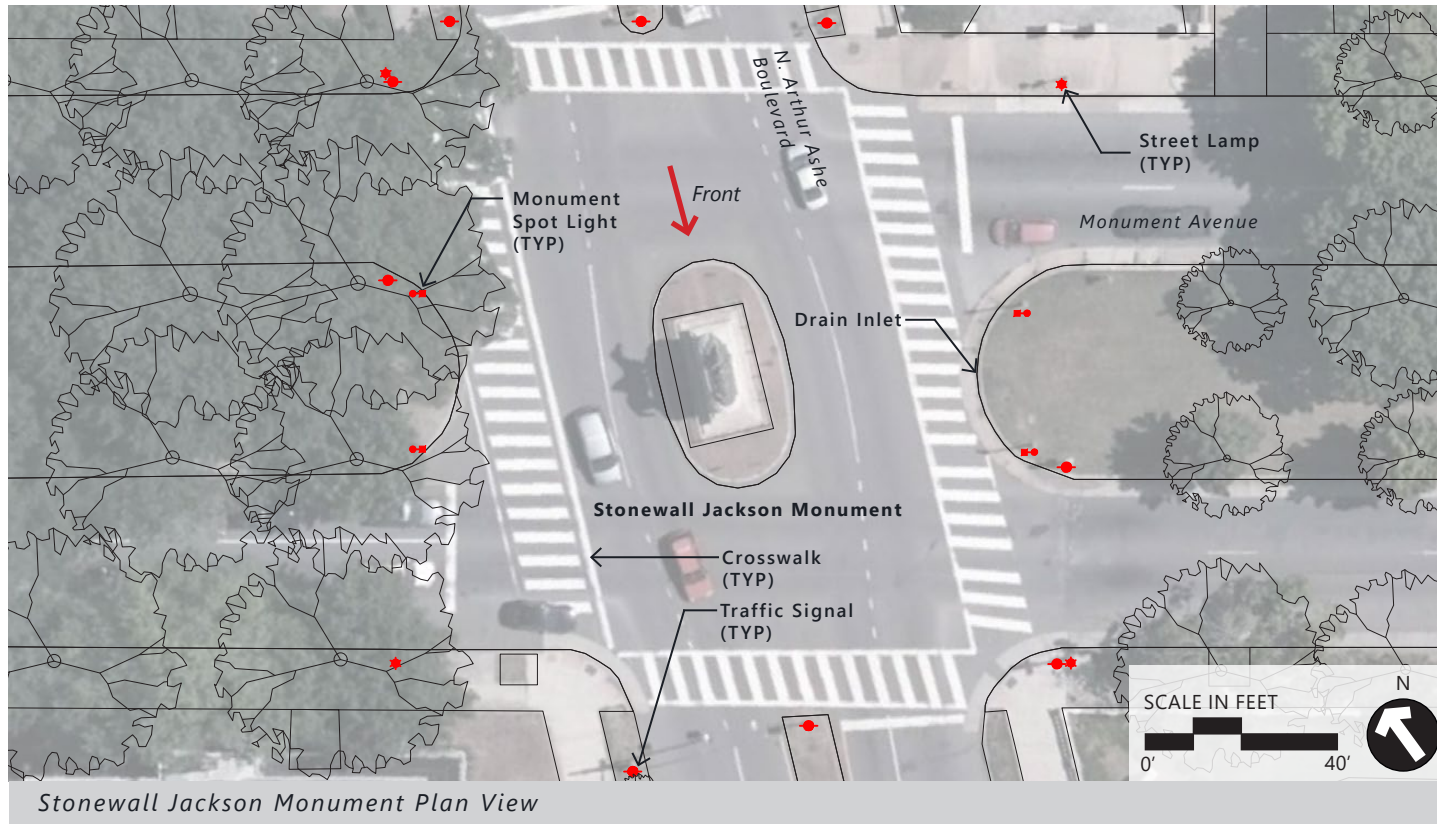 N. Arthur Ashe
Boulevard
Street Lamp
(TYP)
Monument
Spot Light
(TYP)
Front
Monument Avenue
Drain Inlet
Stonewall Jackson Monument
Crosswalk
(TYP)
Traffic Signal
(TYP)
SCALE IN FEET
0’
40’
N
Stonewall Jackson Monument Plan View